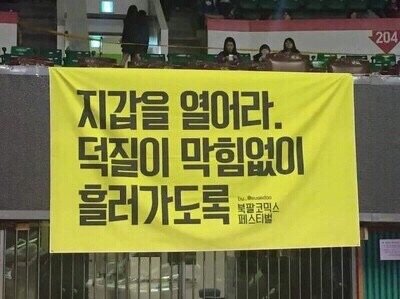 지갑을 열어라.
덕질이 막힘없이
흘러가도록
북팔코믹스
페스티벌
204